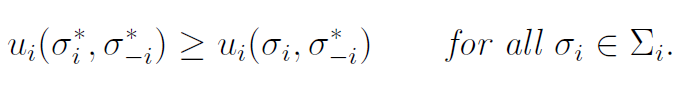 u_i(σ_i^*, σ_{-i}^*) ≥ u_i(σ_i, σ_{-i}^*) for all σ_i ∈ Σ_i.